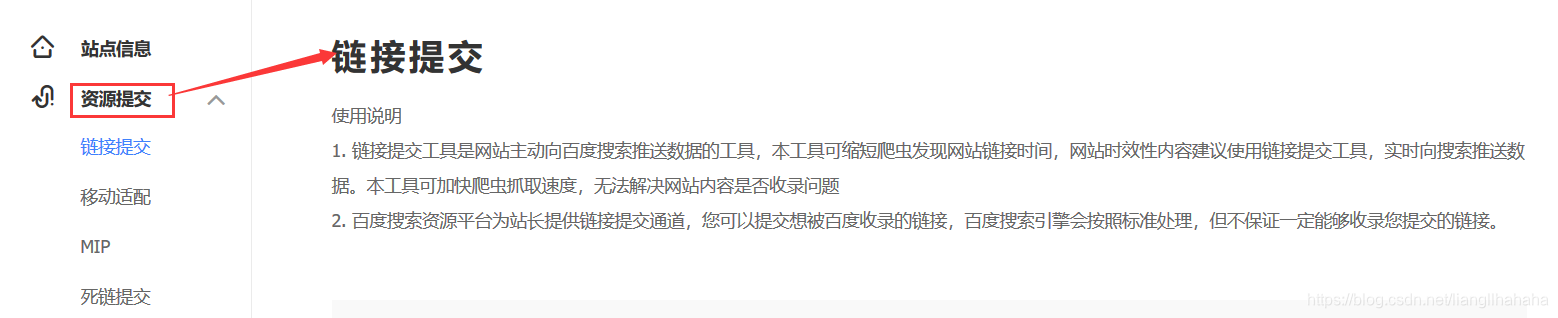 站点信息
资源提交
链接提交
移动适配
MIP
死链提交
链接提交
使用说明
1. 链接提交工具是网站主动向百度搜索推送数据的工具，本工具可缩短爬虫发现网站链接时间，网站时效性内容建议使用链接提交工具，实时向搜索推送数
据。本工具可加快爬虫抓取速度，无法解决网站内容是否收录问题
2. 百度搜索资源平台为站长提供链接提交通道，您可以提交想被百度收录的链接，百度搜索引擎会按照标准处理，但不保证一定能够收录您提交的链接。
https://blog.csdn.net/lianglihahaha